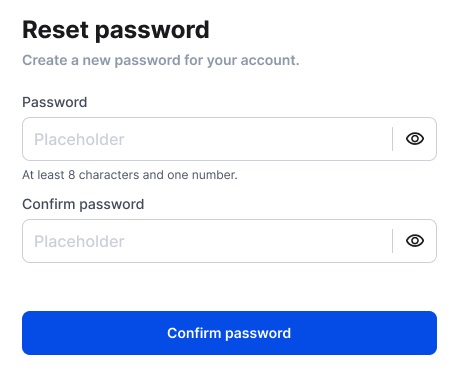 Reset password
Create a new password for your account.
Password
Placeholder
At least 8 characters and one number.
Confirm password
Placeholder
Confirm password